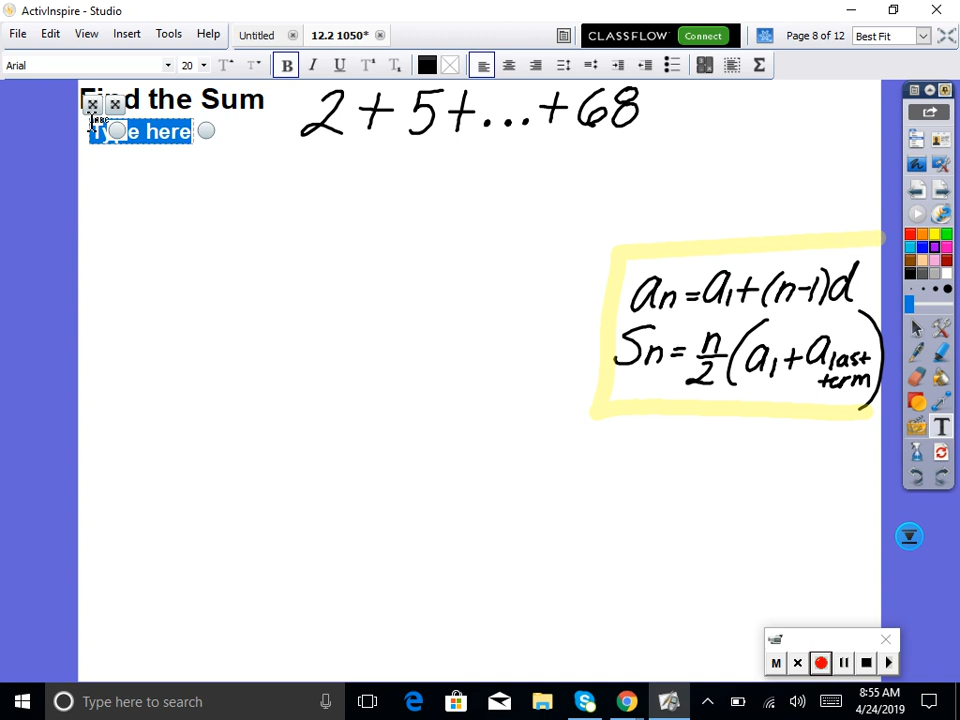 ActivInspire - Studio
File Edit View Insert Tools Help
Untitled
12.2 1050*
CLASSFLOW Connect
Page 8 of 12
Best Fit
Arial
20
B I T T
Find the Sum
2 + 5 + ... + 68
Type here
an = a1 + (n-1)d
Sn = n/2 (a1 + alast term)
M
Type here to search
8:55 AM
4/24/2019